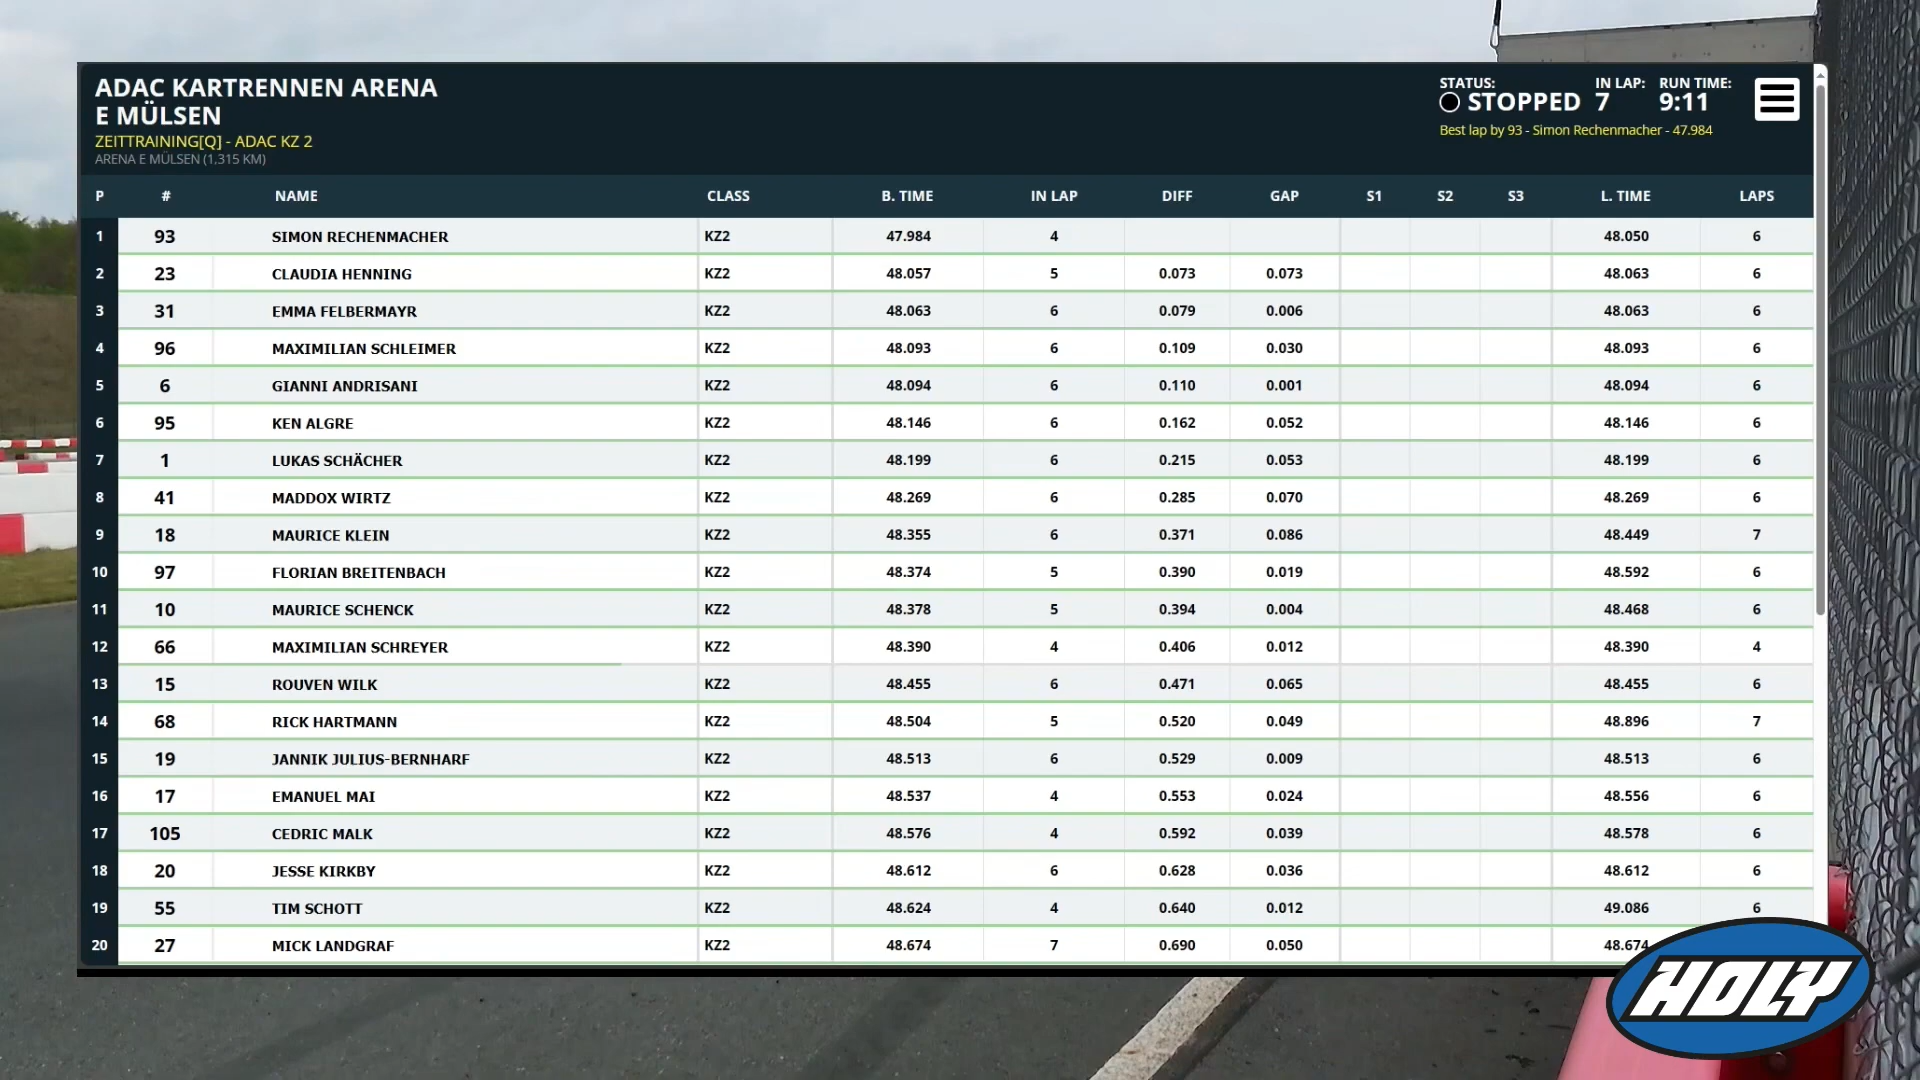 ADAC KARTRENNEN ARENA
E MÜLSEN
ZEITTRAINING[Q] - ADAC KZ 2
ARENA E MÜLSEN (1,315 KM)
STATUS: IN LAP: RUN TIME:
STOPPED 7 9:11
Best lap by 93 - Simon Rechenmacher - 47.984
P # NAME CLASS B. TIME IN LAP DIFF GAP S1 S2 S3 L. TIME LAPS
1 93 SIMON RECHENMACHER KZ2 47.984 4 48.050 6
2 23 CLAUDIA HENNING KZ2 48.057 5 0.073 0.073 48.063 6
3 31 EMMA FELBERMAYR KZ2 48.063 6 0.079 0.006 48.063 6
4 96 MAXIMILIAN SCHLEIMER KZ2 48.093 6 0.109 0.030 48.093 6
5 6 GIANNI ANDRISANI KZ2 48.094 6 0.110 0.001 48.094 6
6 95 KEN ALGRE KZ2 48.146 6 0.162 0.052 48.146 6
7 1 LUKAS SCHÄCHER KZ2 48.199 6 0.215 0.053 48.199 6
8 41 MADDOX WIRTZ KZ2 48.269 6 0.285 0.070 48.269 6
9 18 MAURICE KLEIN KZ2 48.355 6 0.371 0.086 48.449 7
10 97 FLORIAN BREITENBACH KZ2 48.374 5 0.390 0.019 48.592 6
11 10 MAURICE SCHENCK KZ2 48.378 5 0.394 0.004 48.468 6
12 66 MAXIMILIAN SCHREYER KZ2 48.390 4 0.406 0.012 48.390 4
13 15 ROUVEN WILK KZ2 48.455 6 0.471 0.065 48.455 6
14 68 RICK HARTMANN KZ2 48.504 5 0.520 0.049 48.896 7
15 19 JANNIK JULIUS-BERNHARF KZ2 48.513 6 0.529 0.009 48.513 6
16 17 EMANUEL MAI KZ2 48.537 4 0.553 0.024 48.556 6
17 105 CEDRIC MALK KZ2 48.576 4 0.592 0.039 48.578 6
18 20 JESSE KIRKBY KZ2 48.612 6 0.628 0.036 48.612 6
19 55 TIM SCHOTT KZ2 48.624 4 0.640 0.012 49.086 6
20 27 MICK LANDGRAF KZ2 48.674 7 0.690 0.050 48.674
HOLY